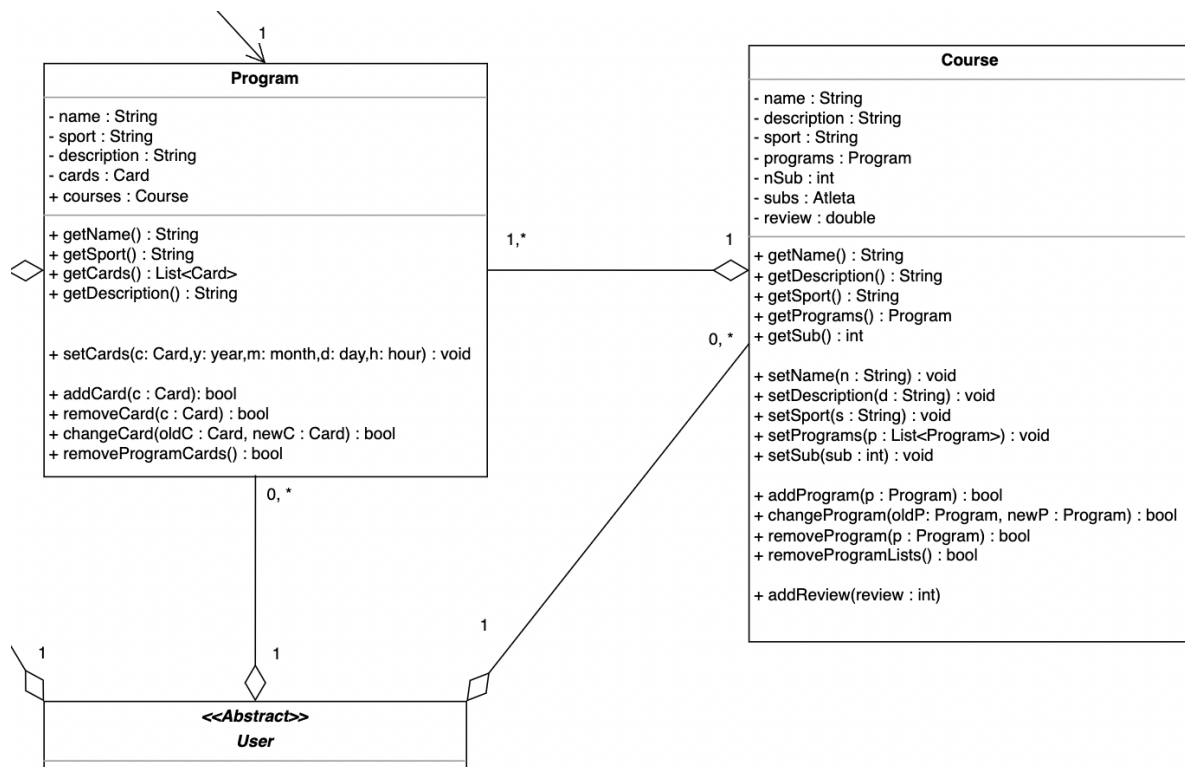 1
Program
- name : String
- sport : String
- description : String
- cards : Card
+ courses : Course
+ getName() : String
+ getSport() : String
+ getCards() : List<Card>
+ getDescription() : String
+ setCards(c: Card,y: year,m: month,d: day,h: hour) : void
+ addCard(c : Card): bool
+ removeCard(c : Card) : bool
+ changeCard(oldC : Card, newC : Card) : bool
+ removeProgramCards() : bool
1,*
1
Course
- name : String
- description : String
- sport : String
- programs : Program
- nSub : int
- subs : Atleta
- review : double
+ getName() : String
+ getDescription() : String
+ getSport() : String
+ getPrograms() : Program
+ getSub() : int
+ setName(n : String) : void
+ setDescription(d : String) : void
+ setSport(s : String) : void
+ setPrograms(p : List<Program>) : void
+ setSub(sub : int) : void
+ addProgram(p : Program) : bool
+ changeProgram(oldP: Program, newP : Program) : bool
+ removeProgram(p : Program) : bool
+ removeProgramLists() : bool
+ addReview(review : int)
0, *
0, *
1
1
1
<<Abstract>>
User